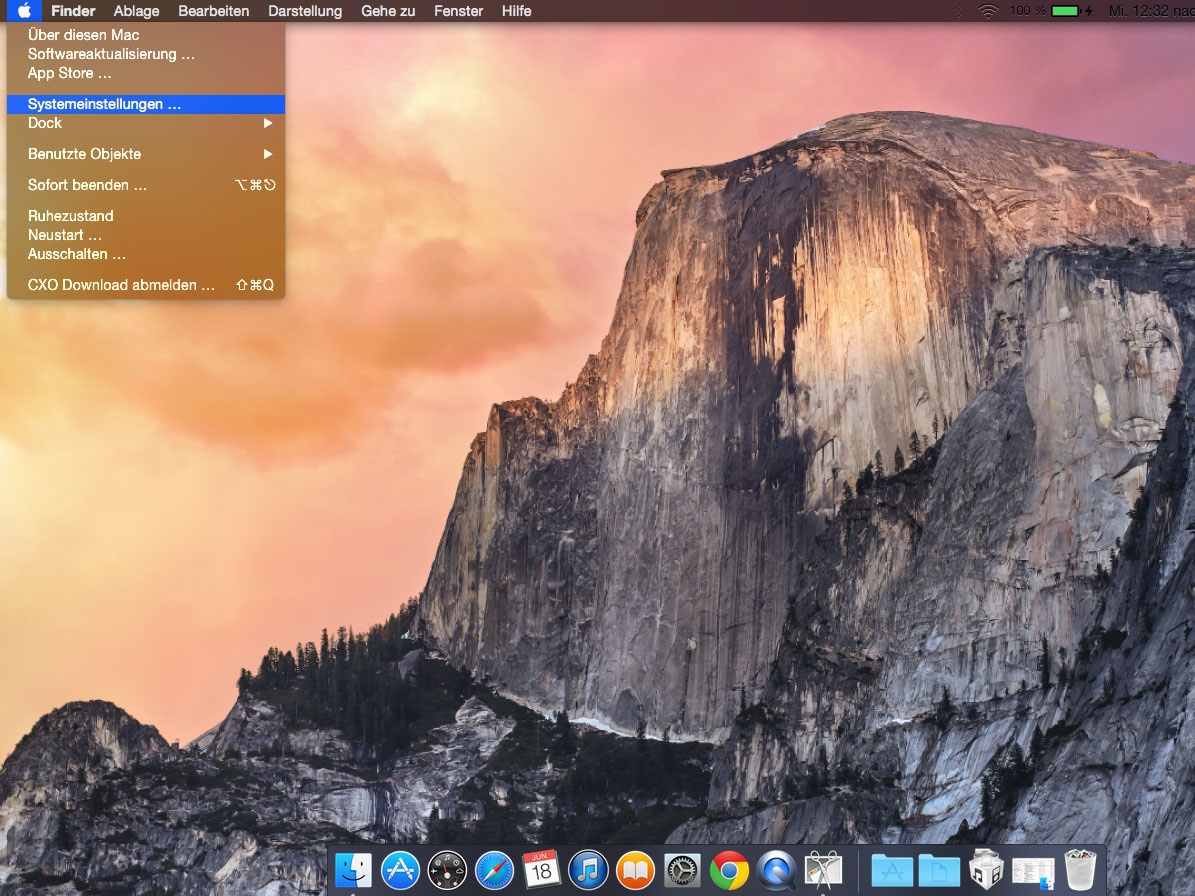 Finder Ablage Bearbeiten Darstellung Gehe zu Fenster Hilfe 100 % Mi. 12:32 nac
Über diesen Mac
Softwareaktualisierung ...
App Store ...
Systemeinstellungen ...
Dock
Benutzte Objekte
Sofort beenden ... ⌥⌘⎋
Ruhezustand
Neustart ...
Ausschalten ...
CXO Download abmelden ... ⇧⌘Q
JUN
18